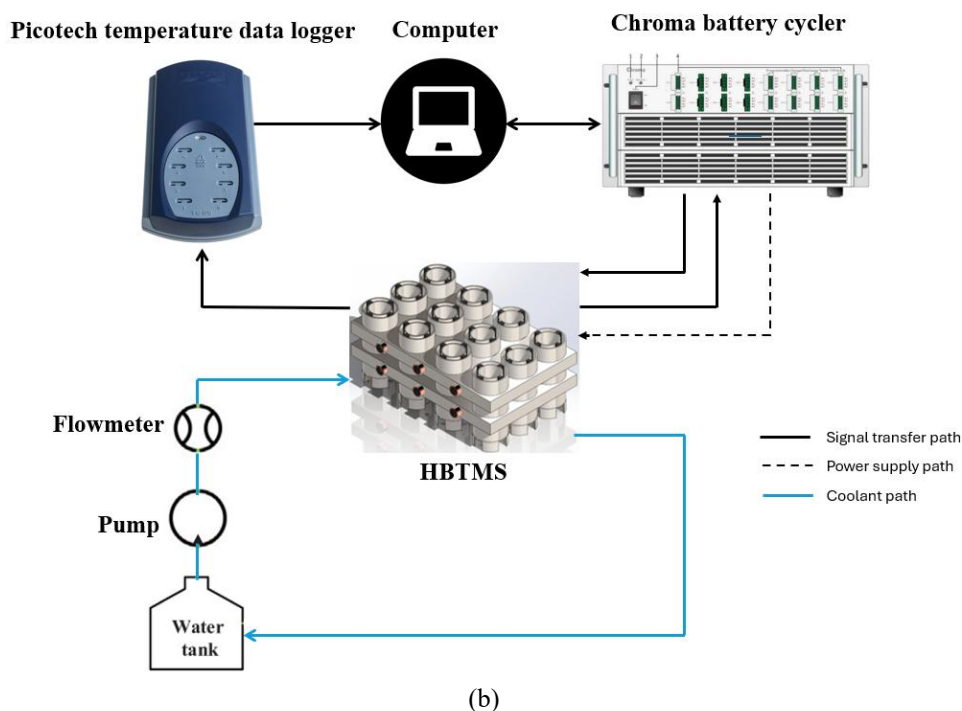 Picotech temperature data logger
Computer
Chroma battery cycler
Chroma
HBTMS
Flowmeter
Pump
Water
tank
Signal transfer path
Power supply path
Coolant path
(b)